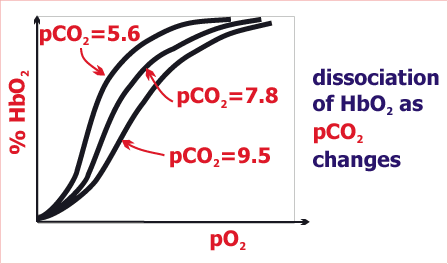 pCO₂=5.6
pCO₂=7.8
pCO₂=9.5
% HbO₂
pO₂
dissociation
of HbO₂ as
pCO₂
changes